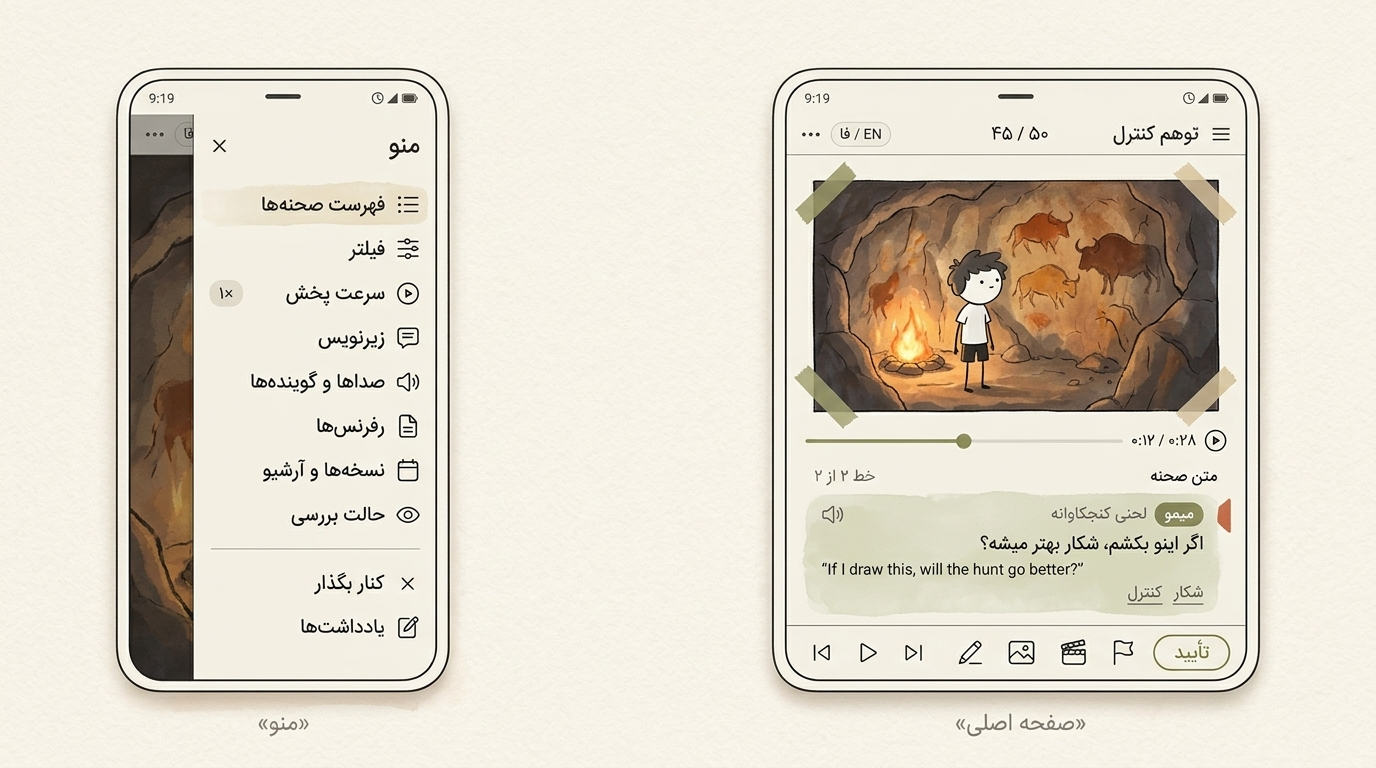 9:19
فا
منو
فهرست صحنه‌ها
فیلتر
سرعت پخش ۱×
زیرنویس
صداها و گوینده‌ها
رفرنس‌ها
نسخه‌ها و آرشیو
حالت بررسی
کنار بگذار
یادداشت‌ها
«منو»
9:19
توهم کنترل ۴۵ / ۵۰ فا / EN
۰:۱۲ / ۰:۲۸
متن صحنه خط ۲ از ۲
میمو لحنی کنجکاوانه
اگر اینو بکشم، شکار بهتر میشه؟
“If I draw this, will the hunt go better?”
شکار کنترل
تأیید
«صفحه اصلی»